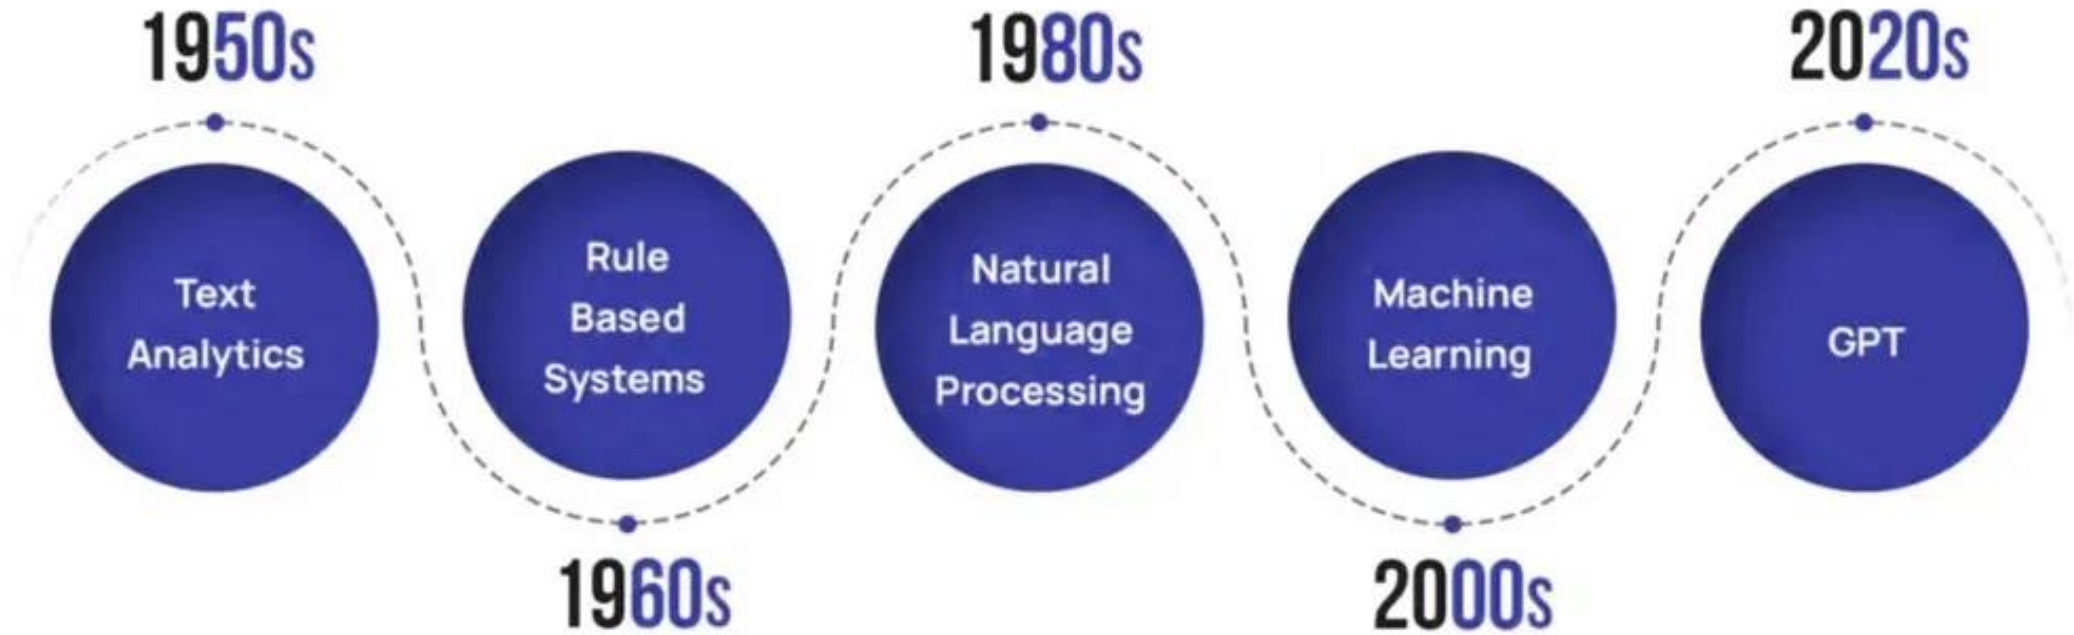 1950s
Text
Analytics
Rule
Based
Systems
1960s
1980s
Natural
Language
Processing
Machine
Learning
2000s
2020s
GPT